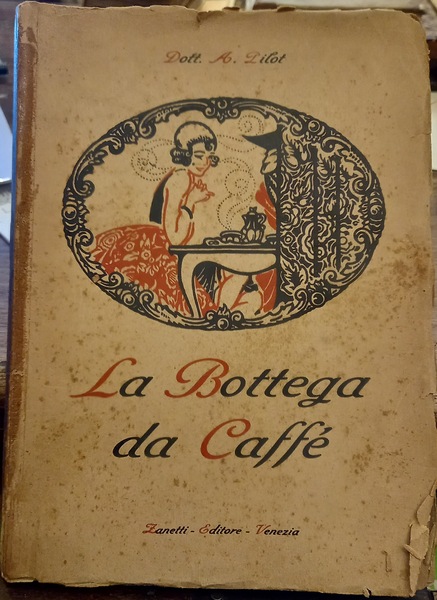 Dott. A. Pilot
La Bottega
da Caffé
Zanetti - Editore - Venezia